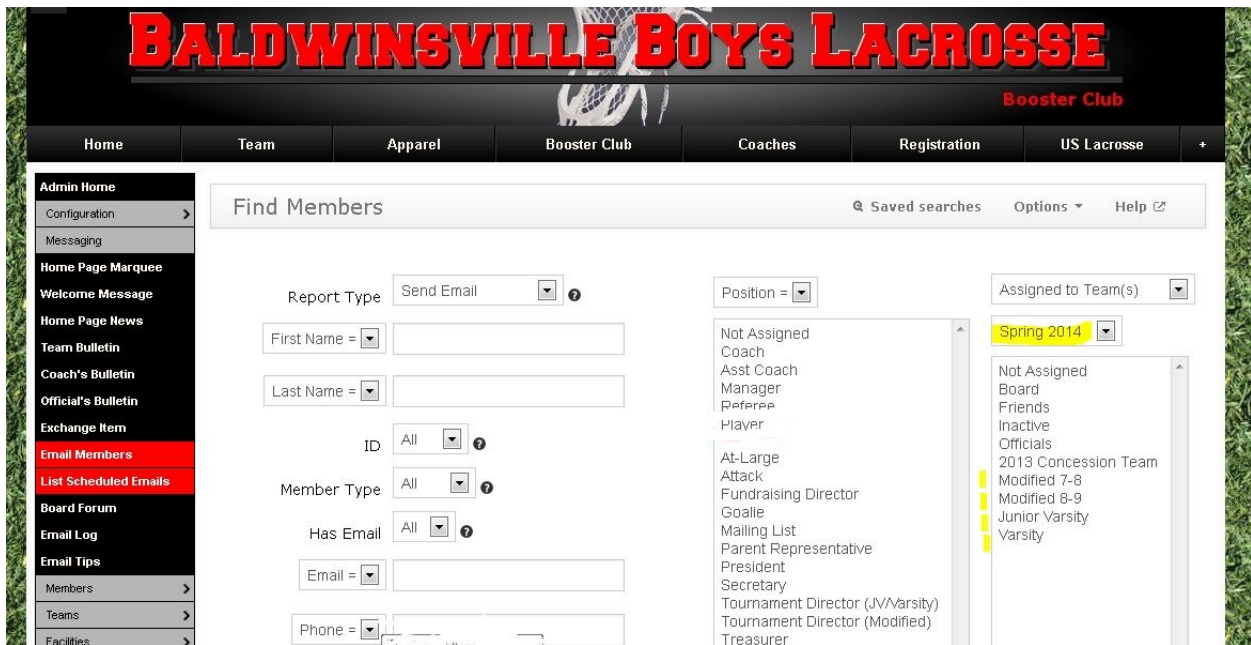 BALDWINSVILLE BOYS LACROSSE
Booster Club
Home Team Apparel Booster Club Coaches Registration US Lacrosse +
Admin Home
Configuration
Messaging
Home Page Marquee
Welcome Message
Home Page News
Team Bulletin
Coach's Bulletin
Official's Bulletin
Exchange Item
Email Members
List Scheduled Emails
Board Forum
Email Log
Email Tips
Members
Teams
Facilities
Find Members
Saved searches Options Help
Report Type Send Email
First Name =
Last Name =
ID All
Member Type All
Has Email All
Email =
Phone =
Position =
Not Assigned
Coach
Asst Coach
Manager
Referee
Player
At-Large
Attack
Fundraising Director
Goalie
Mailing List
Parent Representative
President
Secretary
Tournament Director (JV/Varsity)
Tournament Director (Modified)
Treasurer
Assigned to Team(s)
Spring 2014
Not Assigned
Board
Friends
Inactive
Officials
2013 Concession Team
Modified 7-8
Modified 8-9
Junior Varsity
Varsity